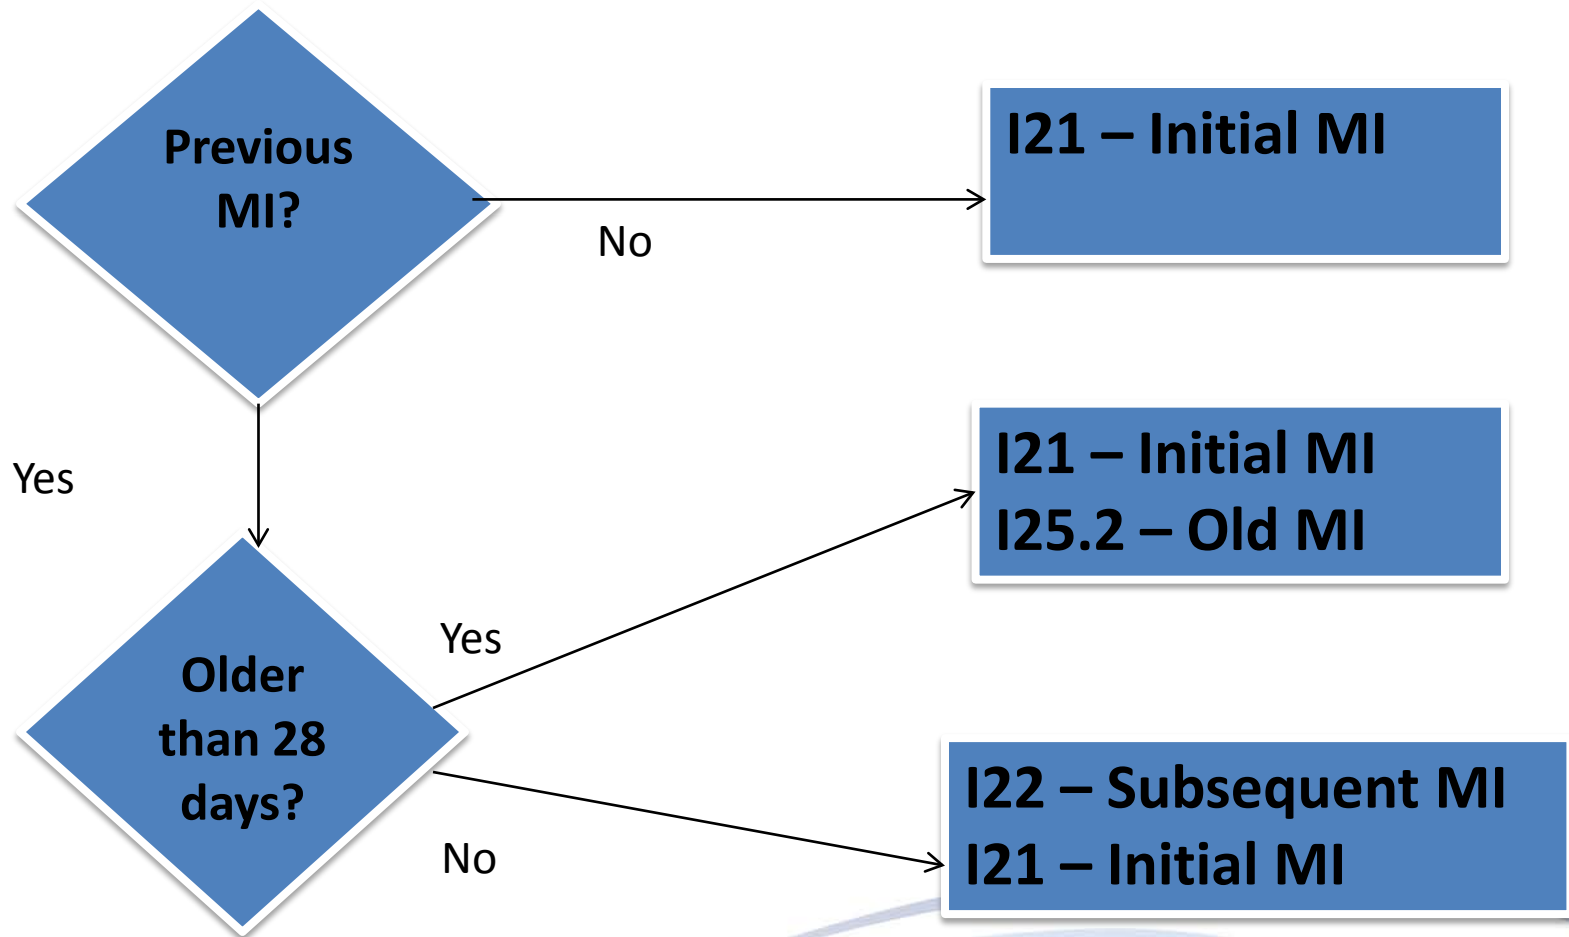 Previous
MI?
No
I21 – Initial MI
Yes
Older
than 28
days?
Yes
I21 – Initial MI
I25.2 – Old MI
No
I22 – Subsequent MI
I21 – Initial MI